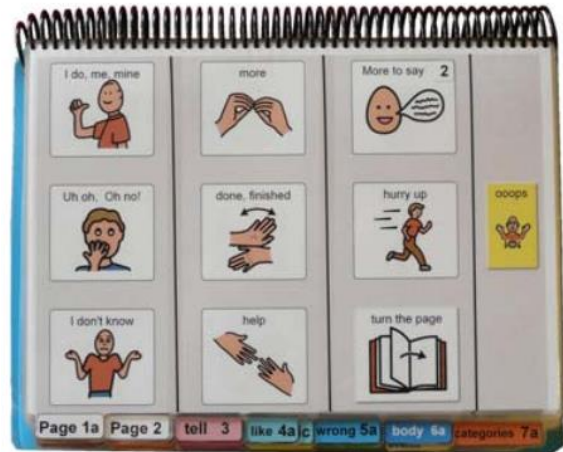 I do, me, mine
more
More to say 2
Uh oh, Oh no!
done, finished
hurry up
ooops
I don't know
help
turn the page
Page 1a
Page 2
tell 3
like 4a
c
wrong 5a
body 6a
categories 7a